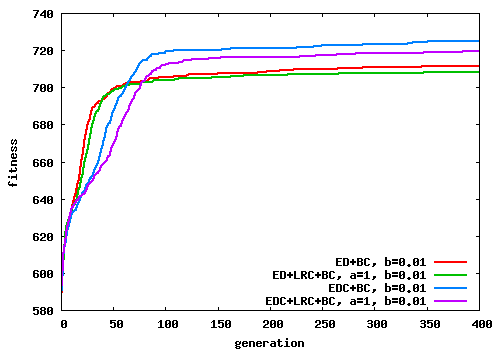 740
720
700
680
660
640
620
600
580
fitness
ED+BC, b=0.01
ED+LRC+BC, a=1, b=0.01
EDC+BC, b=0.01
EDC+LRC+BC, a=1, b=0.01
0 50 100 150 200 250 300 350 400
generation